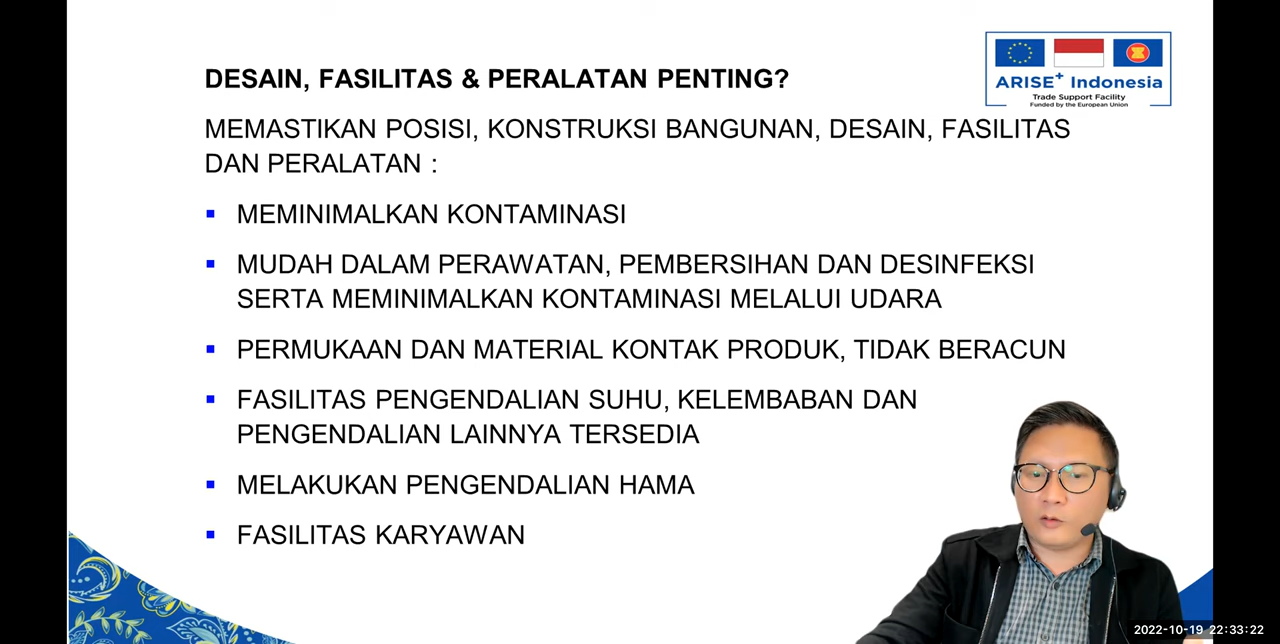 DESAIN, FASILITAS & PERALATAN PENTING?
ARISE+ Indonesia
Trade Support Facility
Funded by the European Union
MEMASTIKAN POSISI, KONSTRUKSI BANGUNAN, DESAIN, FASILITAS
DAN PERALATAN :
▪ MEMINIMALKAN KONTAMINASI
▪ MUDAH DALAM PERAWATAN, PEMBERSIHAN DAN DESINFEKSI
SERTA MEMINIMALKAN KONTAMINASI MELALUI UDARA
▪ PERMUKAAN DAN MATERIAL KONTAK PRODUK, TIDAK BERACUN
▪ FASILITAS PENGENDALIAN SUHU, KELEMBABAN DAN
PENGENDALIAN LAINNYA TERSEDIA
▪ MELAKUKAN PENGENDALIAN HAMA
▪ FASILITAS KARYAWAN
2022-10-19 22:33:22